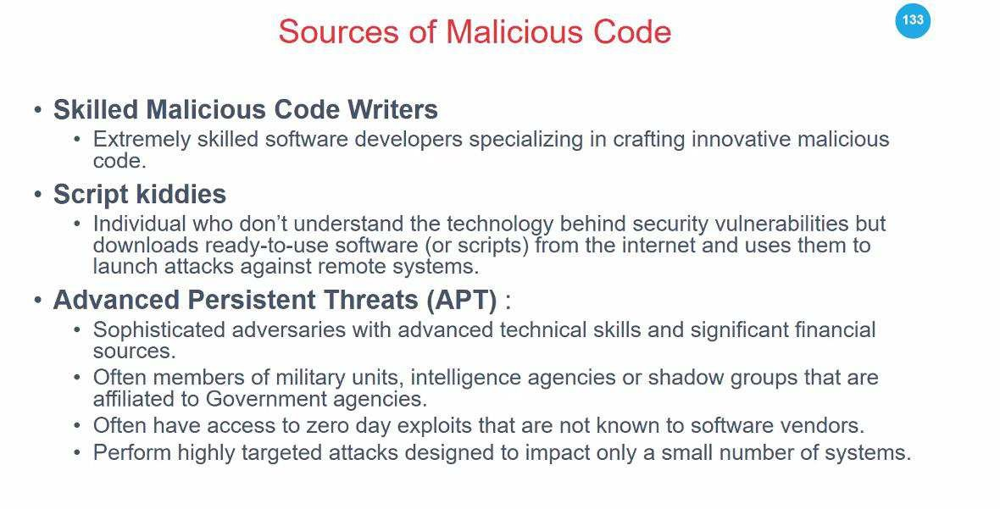 Sources of Malicious Code
133
• Skilled Malicious Code Writers
• Extremely skilled software developers specializing in crafting innovative malicious
code.
• Script kiddies
• Individual who don’t understand the technology behind security vulnerabilities but
downloads ready-to-use software (or scripts) from the internet and uses them to
launch attacks against remote systems.
• Advanced Persistent Threats (APT) :
• Sophisticated adversaries with advanced technical skills and significant financial
sources.
• Often members of military units, intelligence agencies or shadow groups that are
affiliated to Government agencies.
• Often have access to zero day exploits that are not known to software vendors.
• Perform highly targeted attacks designed to impact only a small number of systems.